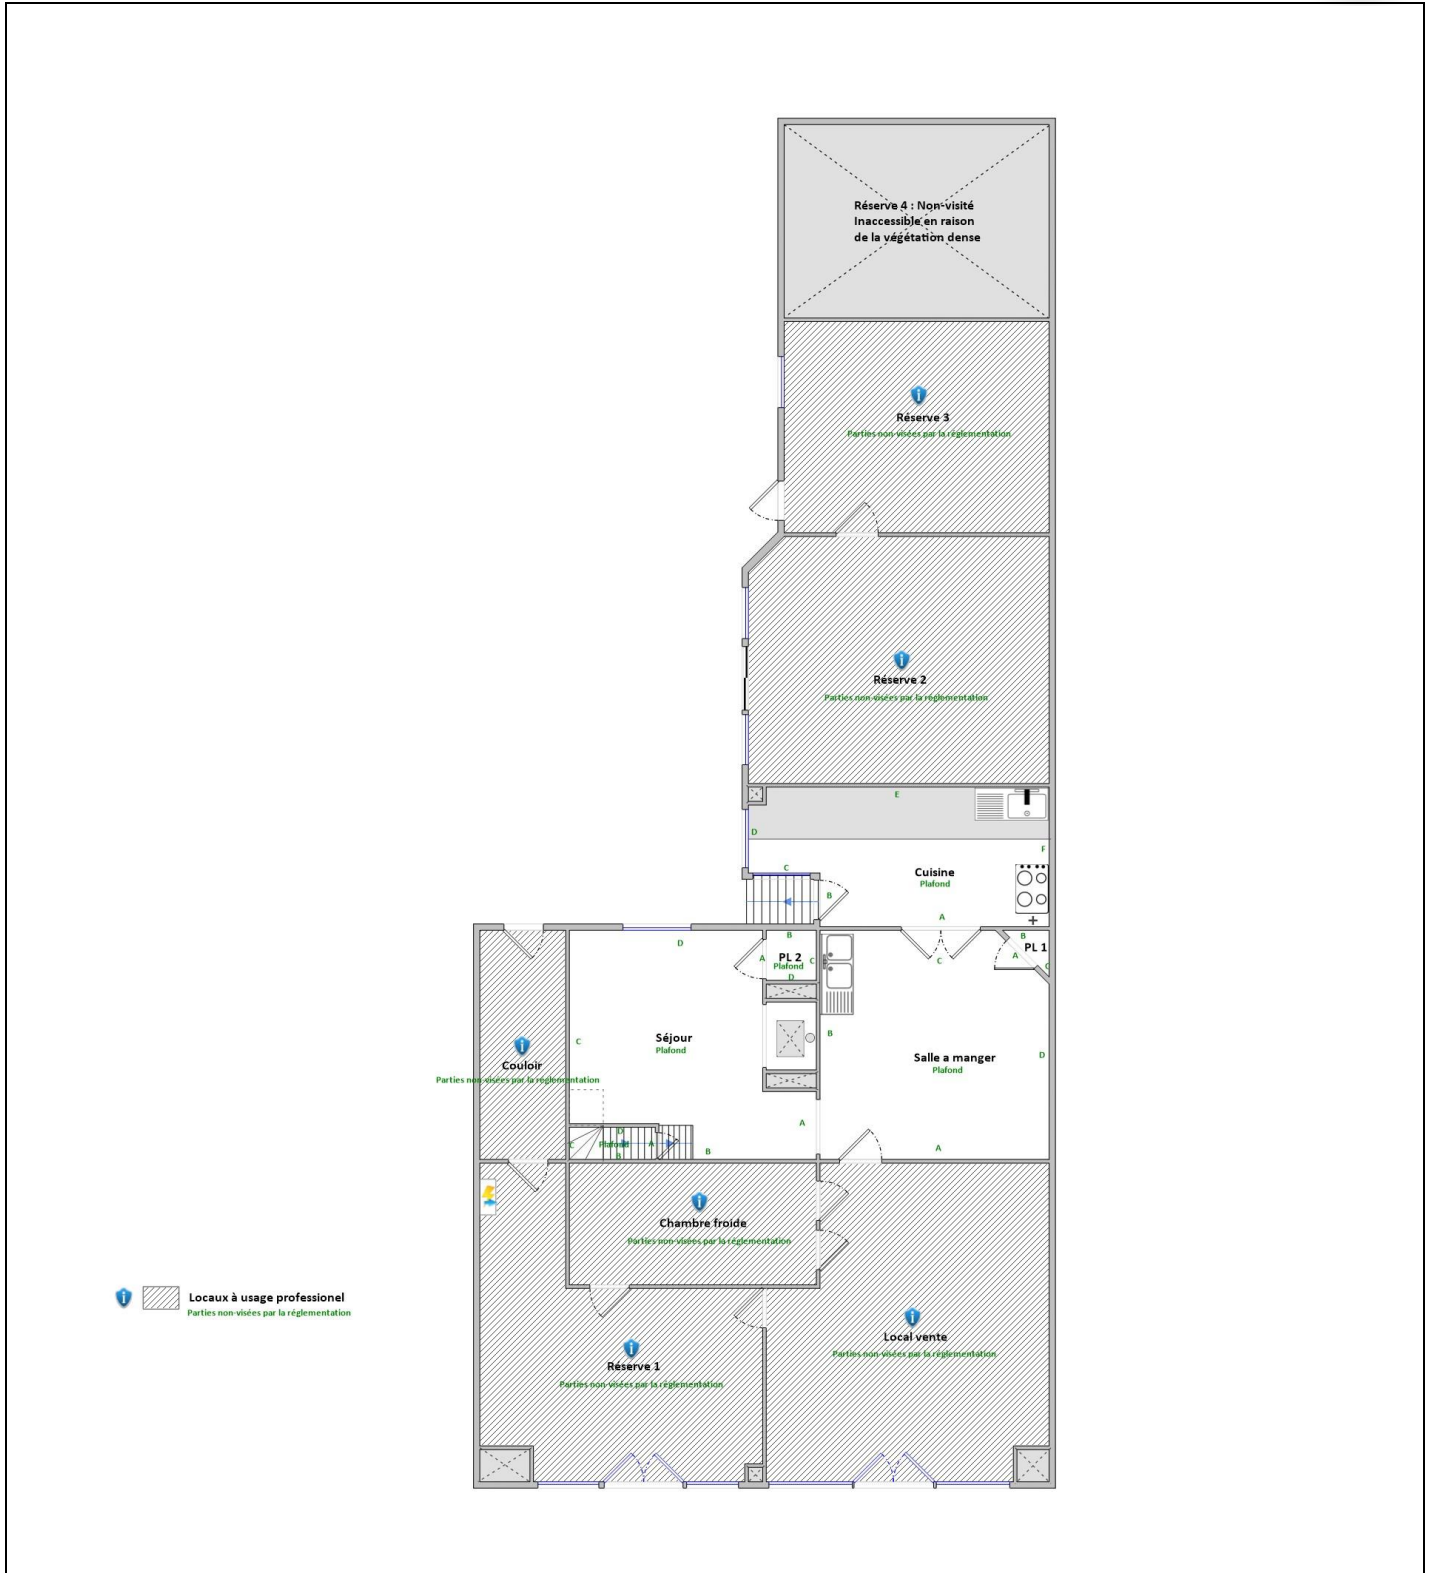 Réserve 4 : Non-visité
Inaccessible en raison
de la végétation dense
Réserve 3
Parties non-visées par la réglementation
Réserve 2
Parties non-visées par la réglementation
E
D
F
C
Cuisine
Plafond
B
A
D
B
B
PL 1
A
PL 2
C
C
A
C
Plafond
D
Séjour
Plafond
B
C
Salle a manger
Plafond
D
Couloir
Parties non-visées par la réglementation
A
D
C
Plafond
A
B
B
A
Chambre froide
Parties non-visées par la réglementation
Locaux à usage professionel
Parties non-visées par la réglementation
Local vente
Parties non-visées par la réglementation
Réserve 1
Parties non-visées par la réglementation